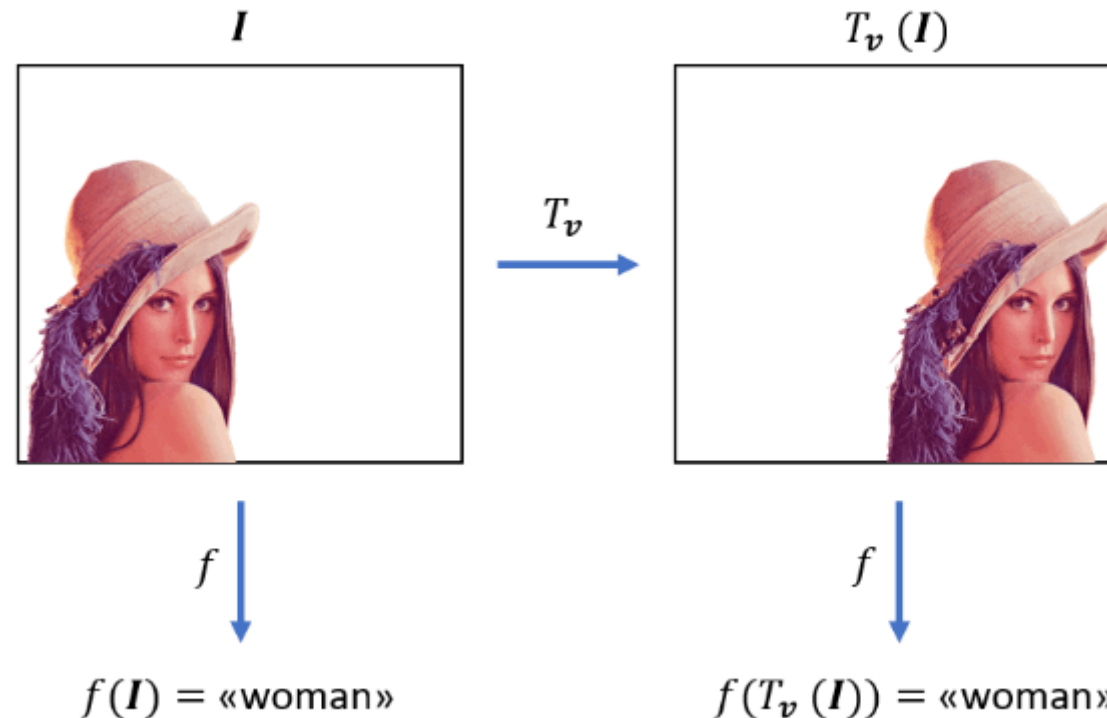 I
T_v (I)
T_v
f
f
f(I) = «woman»
f(T_v (I)) = «woman»